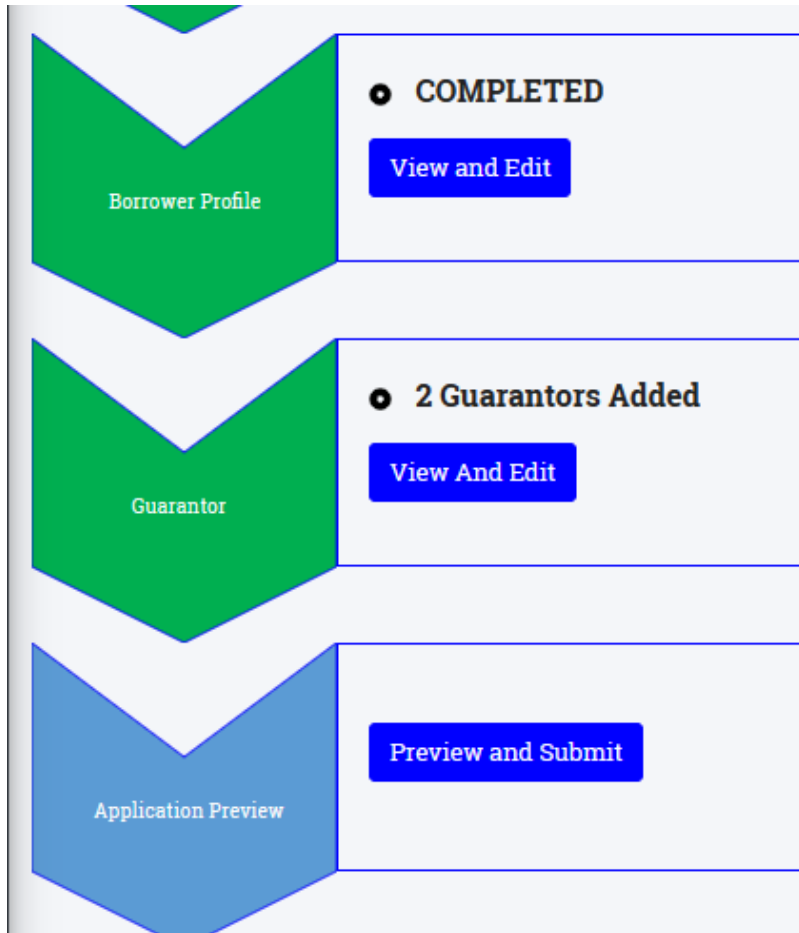 COMPLETED
View and Edit
Borrower Profile
2 Guarantors Added
View And Edit
Guarantor
Preview and Submit
Application Preview